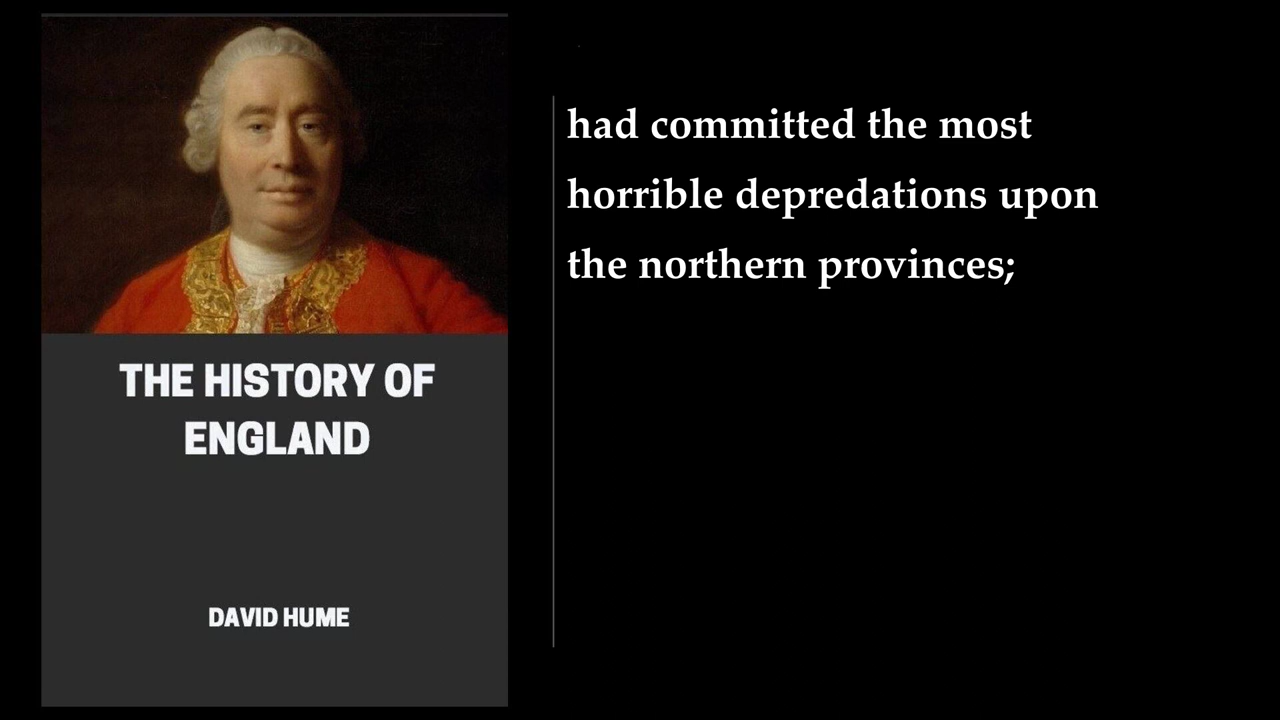 THE HISTORY OF
ENGLAND
DAVID HUME
had committed the most
horrible depredations upon
the northern provinces;